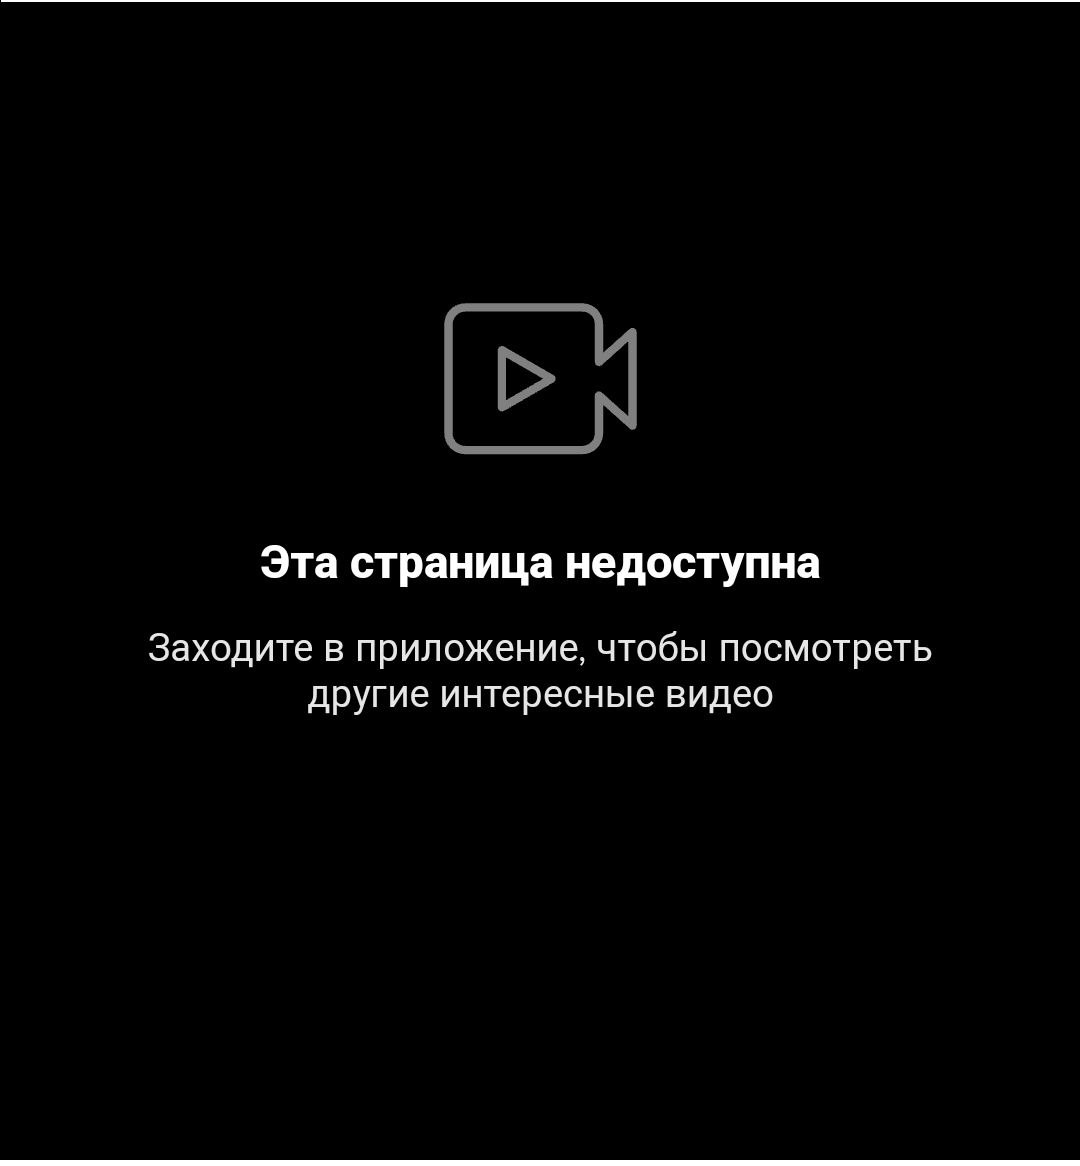 Эта страница недоступна
Заходите в приложение, чтобы посмотреть
другие интересные видео